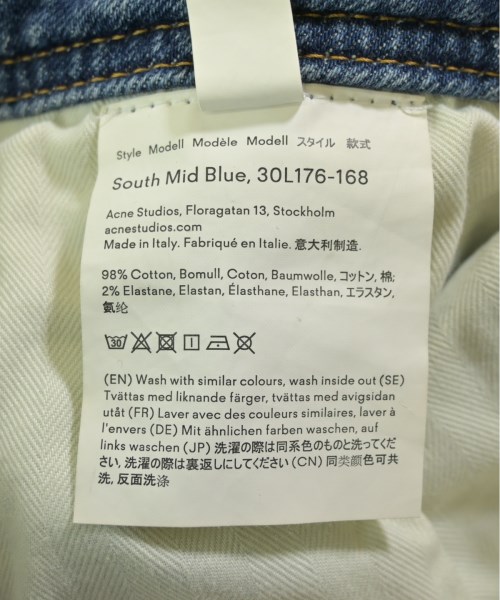 Style Modell Modèle Modell スタイル 款式
South Mid Blue, 30L176-168
Acne Studios, Floragatan 13, Stockholm
acnestudios.com
Made in Italy. Fabriqué en Italie. 意大利制造.
98% Cotton, Bomull, Coton, Baumwolle, コットン, 棉;
2% Elastane, Elastan, Élasthane, Elasthan, エラスタン,
氨纶
30
(EN) Wash with similar colours, wash inside out (SE)
Tvättas med liknande färger, tvättas med avigsidan
utåt (FR) Laver avec des couleurs similaires, laver à
l'envers (DE) Mit ähnlichen farben waschen, auf
links waschen (JP) 洗濯の際は同系色のものと洗ってくだ
さい, 洗濯の際は裏返しにしてください (CN) 同类颜色可共
洗, 反面洗涤